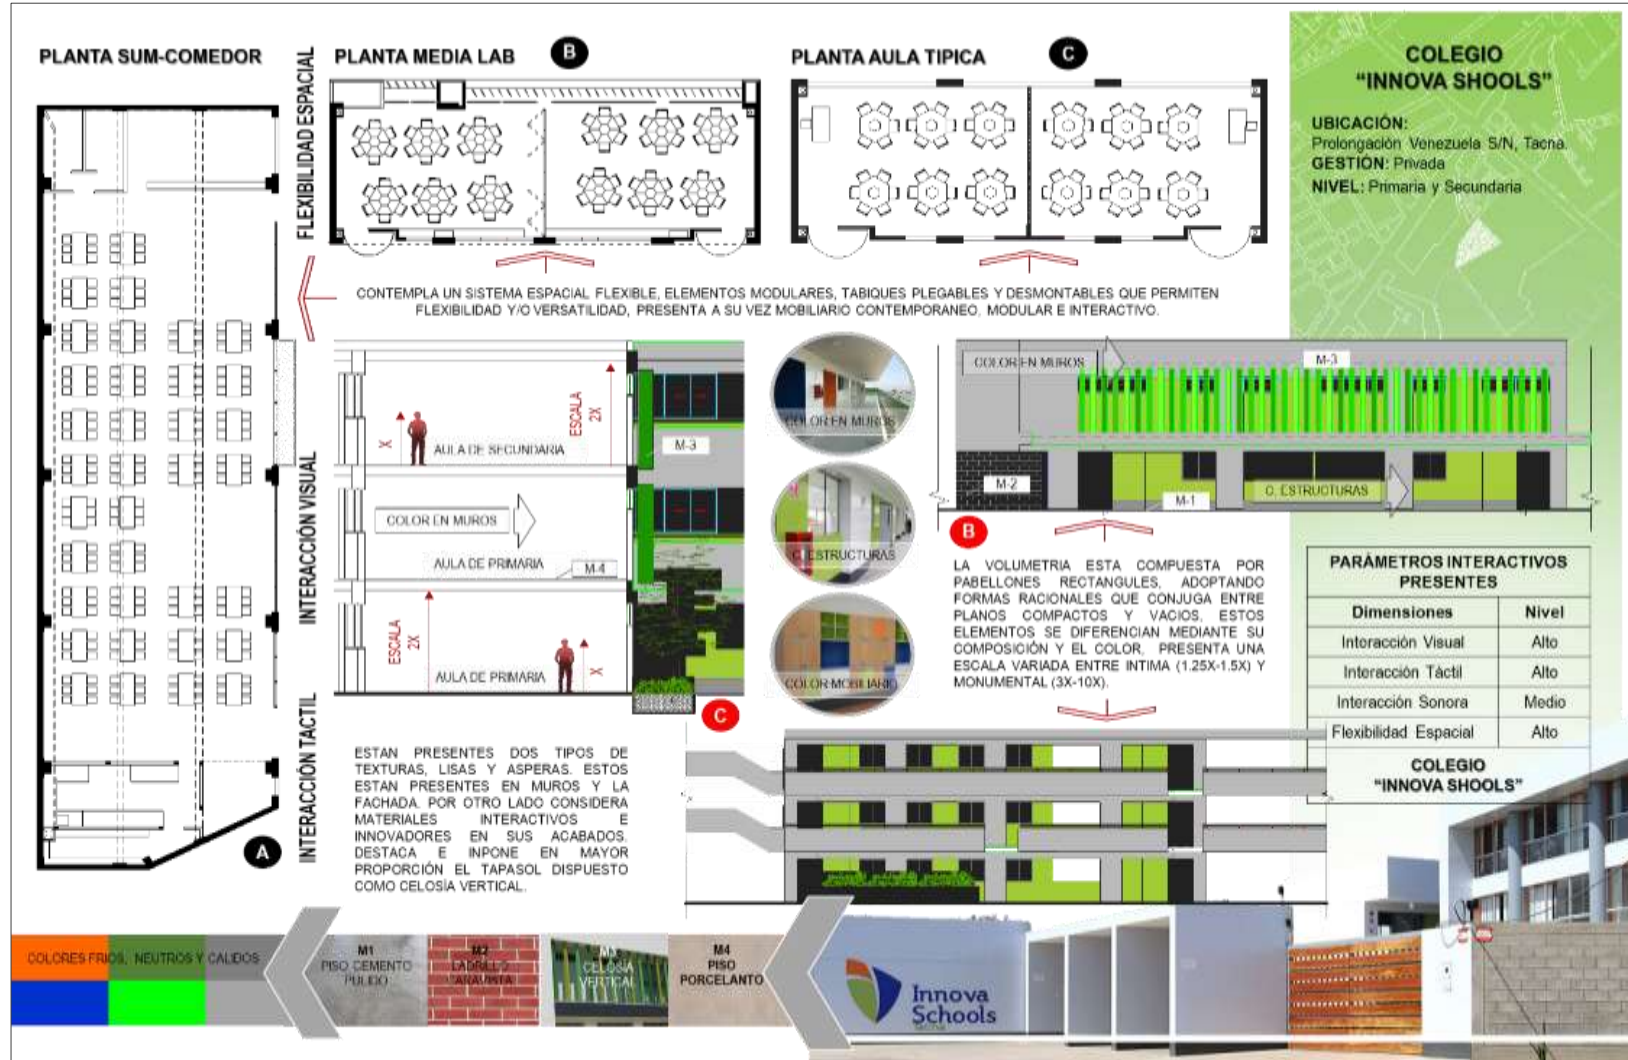 PLANTA SUM-COMEDOR
FLEXIBILIDAD ESPACIAL
INTERACCIÓN VISUAL
INTERACCIÓN TACTIL
A
PLANTA MEDIA LAB
B
PLANTA AULA TIPICA
C
CONTEMPLA UN SISTEMA ESPACIAL FLEXIBLE, ELEMENTOS MODULARES, TABIQUES PLEGABLES Y DESMONTABLES QUE PERMITEN
FLEXIBILIDAD Y/O VERSATILIDAD, PRESENTA A SU VEZ MOBILIARIO CONTEMPORANEO, MODULAR E INTERACTIVO.
COLEGIO
“INNOVA SHOOLS”
UBICACIÓN:
Prolongación Venezuela S/N, Tacna.
GESTIÓN: Privada
NIVEL: Primaria y Secundaria
X
AULA DE SECUNDARIA
ESCALA
2X
M-3
COLOR EN MUROS
AULA DE PRIMARIA
M-4
ESCALA
2X
AULA DE PRIMARIA
X
C
COLOR EN MUROS
C. ESTRUCTURAS
COLOR MOBILIARIO
COLOR EN MUROS
M-3
M-2
M-1
C. ESTRUCTURAS
B
LA VOLUMETRIA ESTA COMPUESTA POR
PABELLONES RECTANGULES, ADOPTANDO
FORMAS RACIONALES QUE CONJUGA ENTRE
PLANOS COMPACTOS Y VACIOS, ESTOS
ELEMENTOS SE DIFERENCIAN MEDIANTE SU
COMPOSICIÓN Y EL COLOR, PRESENTA UNA
ESCALA VARIADA ENTRE INTIMA (1.25X-1.5X) Y
MONUMENTAL (3X-10X).
PARÁMETROS INTERACTIVOS
PRESENTES
Dimensiones Nivel
Interacción Visual Alto
Interacción Táctil Alto
Interacción Sonora Medio
Flexibilidad Espacial Alto
COLEGIO
“INNOVA SHOOLS”
ESTAN PRESENTES DOS TIPOS DE
TEXTURAS, LISAS Y ASPERAS. ESTOS
ESTAN PRESENTES EN MUROS Y LA
FACHADA. POR OTRO LADO CONSIDERA
MATERIALES INTERACTIVOS E
INNOVADORES EN SUS ACABADOS.
DESTACA E INPONE EN MAYOR
PROPORCIÓN EL TAPASOL DISPUESTO
COMO CELOSÍA VERTICAL.
COLORES FRIOS, NEUTROS Y CALIDOS
M1
PISO CEMENTO
PULIDO
M2
LADRILLO
CARAVISTA
CELOSÍA
VERTICAL
M4
PISO
PORCELANTO
Innova
Schools